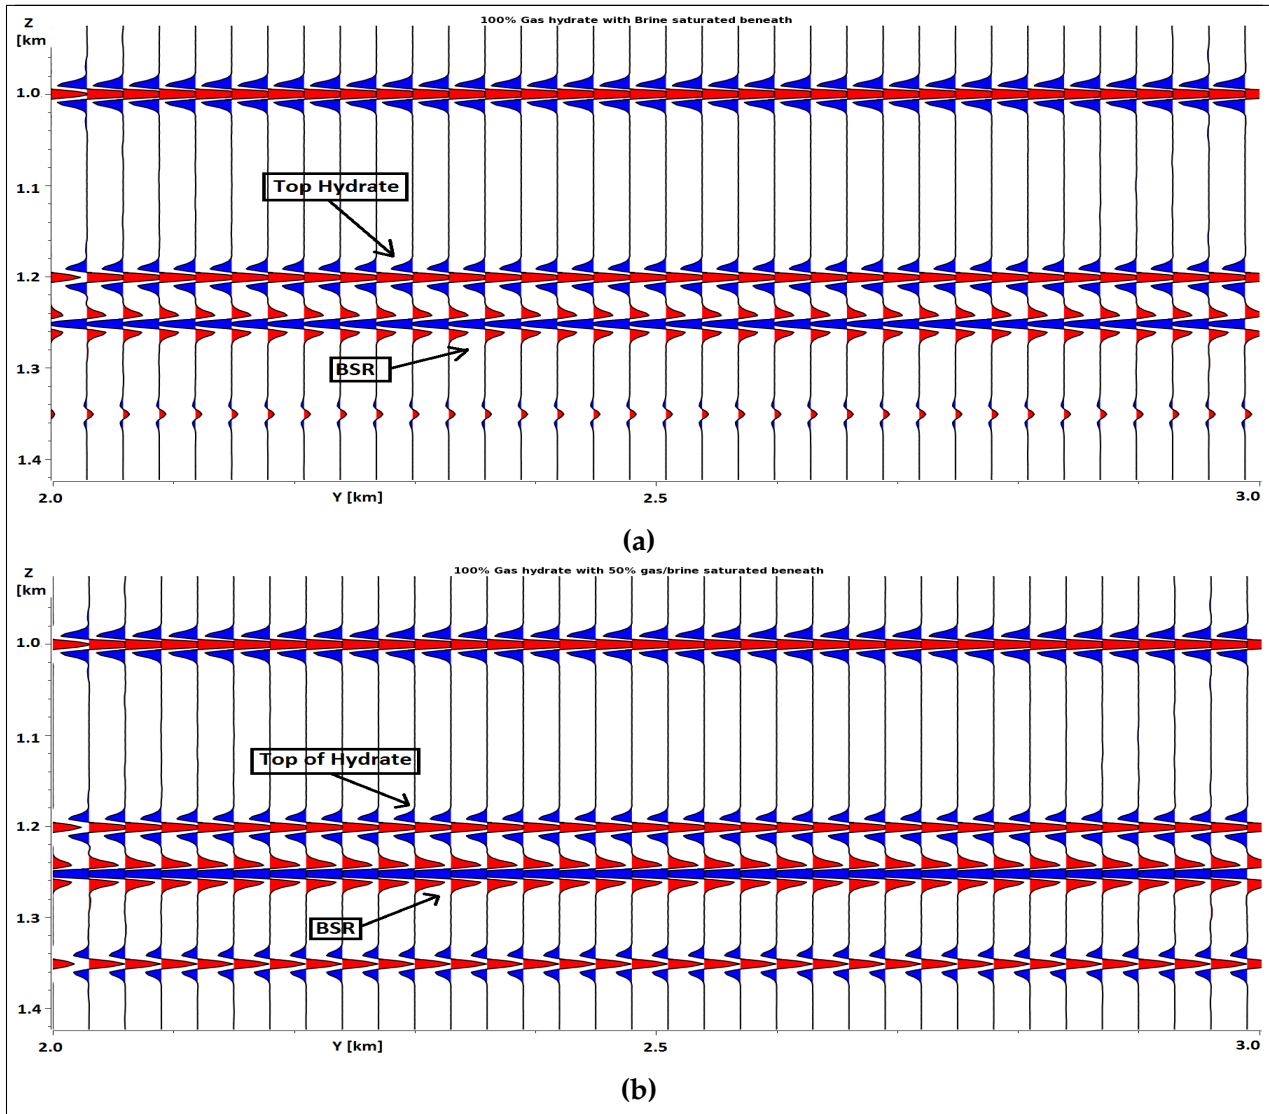 100% Gas hydrate with Brine saturated beneath
Z
[km
1.0
1.1
Top Hydrate
1.2
1.3
BSR
1.4
2.0 Y [km] 2.5 3.0
(a)
100% Gas hydrate with 50% gas/brine saturated beneath
Z
[km
1.0
1.1
Top of Hydrate
1.2
1.3
BSR
1.4
2.0 Y [km] 2.5 3.0
(b)